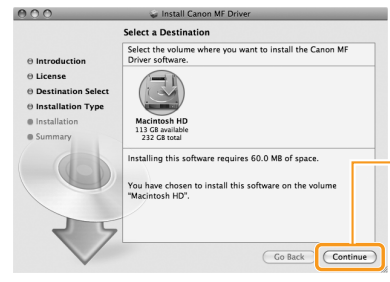 Install Canon MF Driver
Select a Destination
Introduction
License
Destination Select
Installation Type
Installation
Summary
Select the volume where you want to install the Canon MF
Driver software.
Macintosh HD
113 GB available
232 GB total
Installing this software requires 60.0 MB of space.
You have chosen to install this software on the volume
"Macintosh HD".
Go Back
Continue